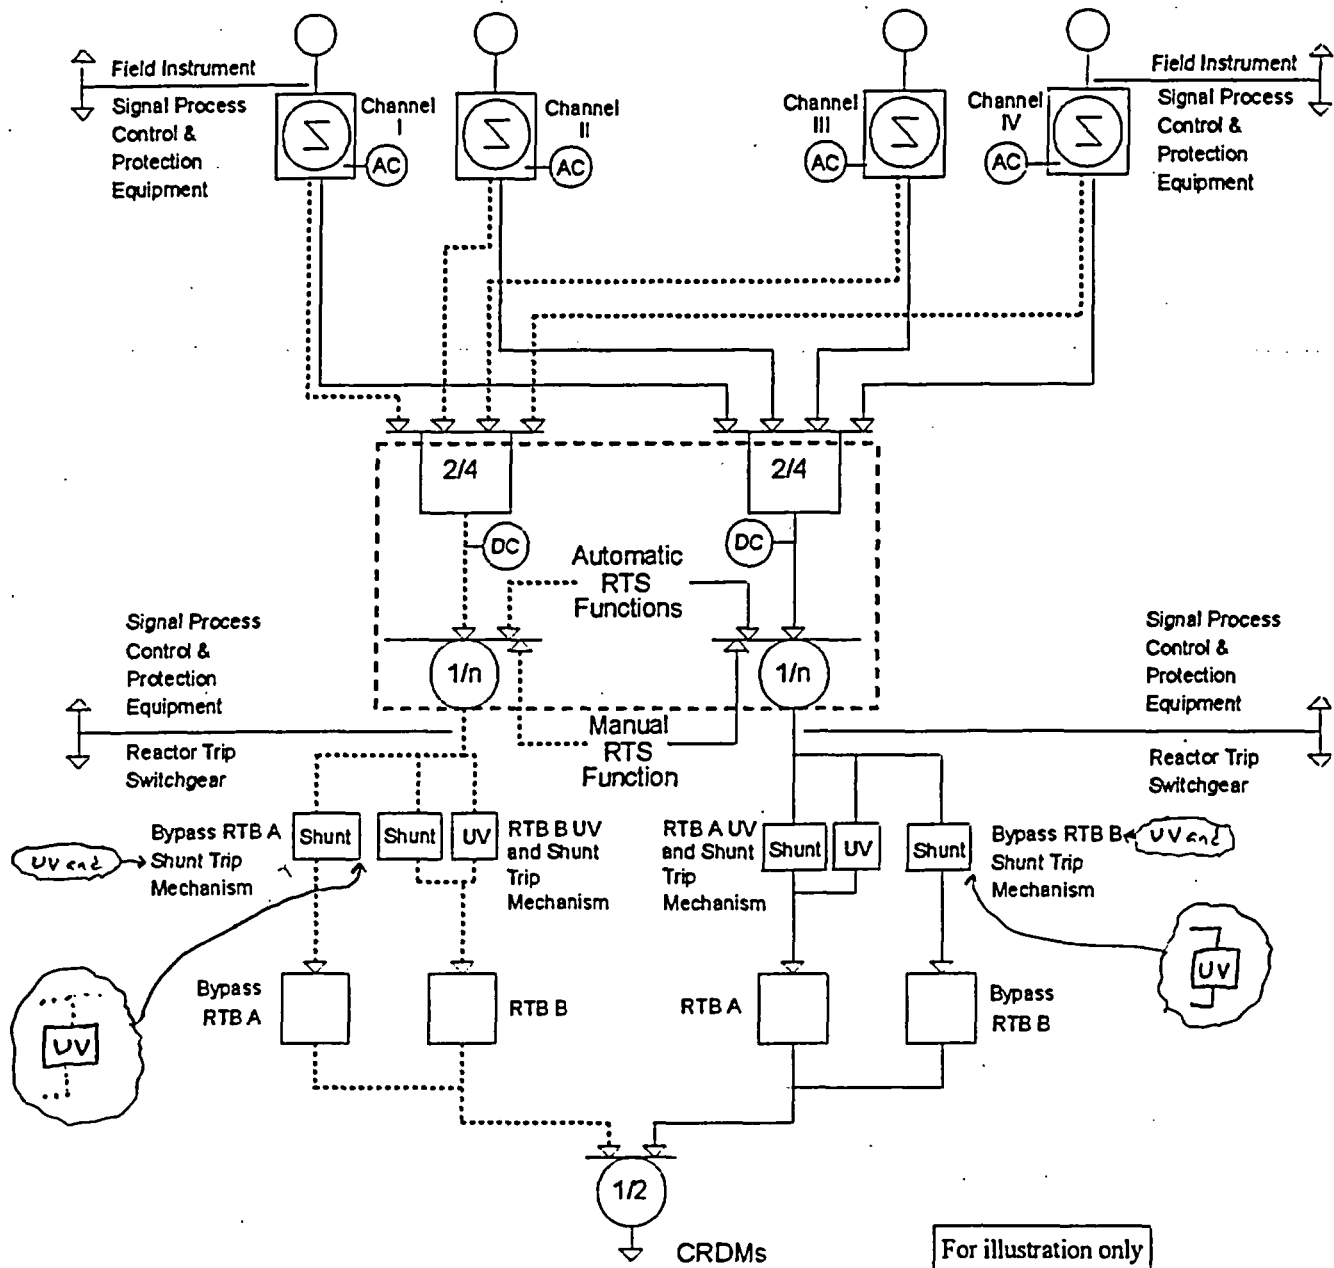 Field Instrument
Signal Process
Control &
Protection
Equipment
Channel
I
AC
Channel
II
AC
Channel
III
AC
Channel
IV
AC
Field Instrument
Signal Process
Control &
Protection
Equipment
2/4
2/4
DC
DC
Automatic
RTS
Functions
1/n
1/n
Signal Process
Control &
Protection
Equipment
Signal Process
Control &
Protection
Equipment
Manual
RTS
Function
Reactor Trip
Switchgear
Reactor Trip
Switchgear
UV and
Bypass RTB A
Shunt Trip
Mechanism
Shunt
Shunt
UV
RTB B UV
and Shunt
Trip
Mechanism
RTB A UV
and Shunt
Trip
Mechanism
Shunt
UV
Shunt
Bypass RTB B
Shunt Trip
Mechanism
UV and
UV
UV
Bypass
RTB A
RTB B
RTB A
Bypass
RTB B
1/2
CRDMs
For illustration only